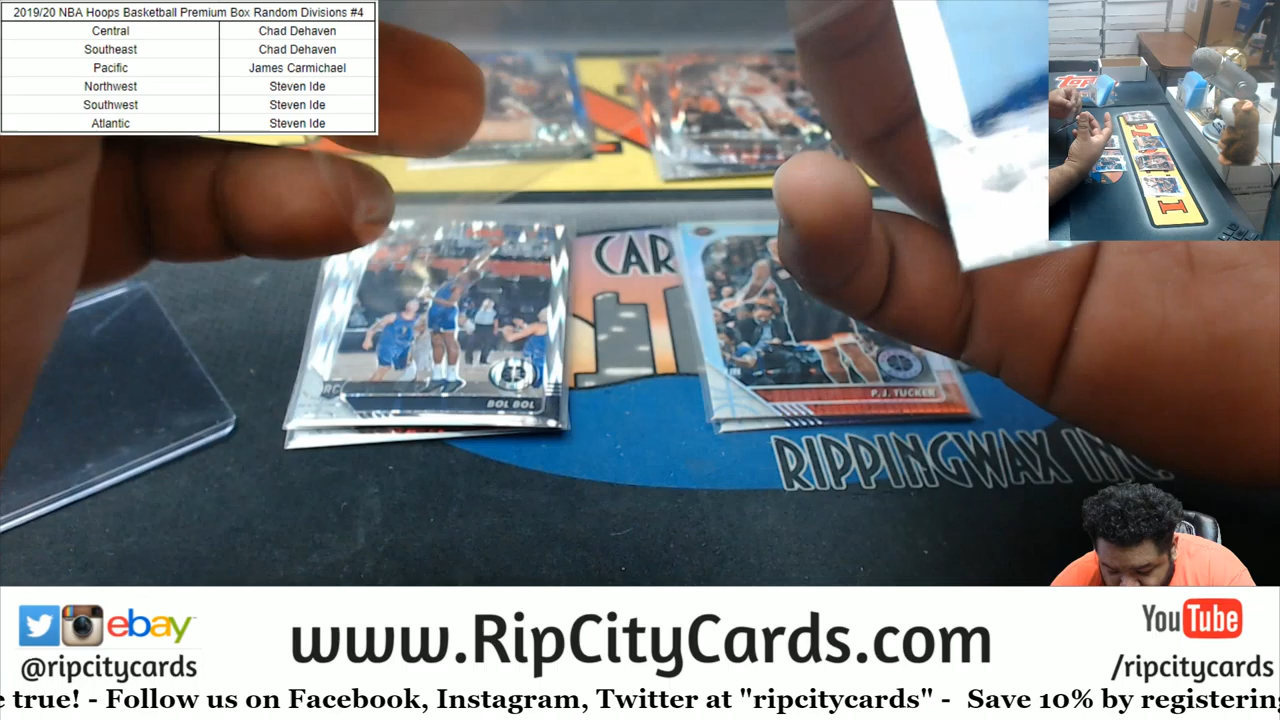 2019/20 NBA Hoops Basketball Premium Box Random Divisions #4
Central Chad Dehaven
Southeast Chad Dehaven
Pacific James Carmichael
Northwest Steven Ide
Southwest Steven Ide
Atlantic Steven Ide
CAR
RC
BOL BOL
P.J. TUCKER
RIPPINGWAX INC.
ebay
@ripcitycards
www.RipCityCards.com
YouTube
/ripcitycards
e true! - Follow us on Facebook, Instagram, Twitter at "ripcitycards" - Save 10% by registering